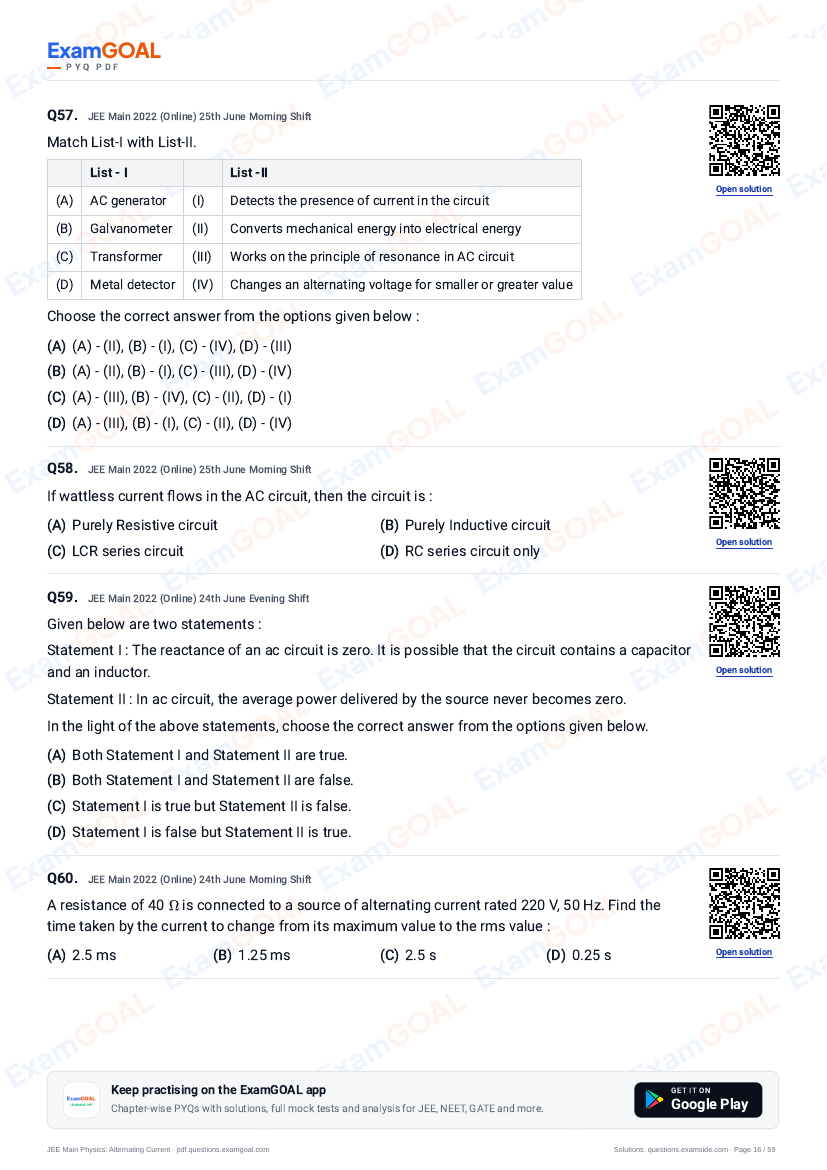 ExamGOAL
PYQ PDF
Q57. JEE Main 2022 (Online) 25th June Morning Shift
Match List-I with List-II.
List - I List -II
(A) AC generator (I) Detects the presence of current in the circuit
(B) Galvanometer (II) Converts mechanical energy into electrical energy
(C) Transformer (III) Works on the principle of resonance in AC circuit
(D) Metal detector (IV) Changes an alternating voltage for smaller or greater value
Open solution
Choose the correct answer from the options given below :
(A) (A) - (II), (B) - (I), (C) - (IV), (D) - (III)
(B) (A) - (II), (B) - (I), (C) - (III), (D) - (IV)
(C) (A) - (III), (B) - (IV), (C) - (II), (D) - (I)
(D) (A) - (III), (B) - (I), (C) - (II), (D) - (IV)
Q58. JEE Main 2022 (Online) 25th June Morning Shift
If wattless current flows in the AC circuit, then the circuit is :
(A) Purely Resistive circuit (B) Purely Inductive circuit
(C) LCR series circuit (D) RC series circuit only
Open solution
Q59. JEE Main 2022 (Online) 24th June Evening Shift
Given below are two statements :
Statement I : The reactance of an ac circuit is zero. It is possible that the circuit contains a capacitor
and an inductor.
Open solution
Statement II : In ac circuit, the average power delivered by the source never becomes zero.
In the light of the above statements, choose the correct answer from the options given below.
(A) Both Statement I and Statement II are true.
(B) Both Statement I and Statement II are false.
(C) Statement I is true but Statement II is false.
(D) Statement I is false but Statement II is true.
Q60. JEE Main 2022 (Online) 24th June Morning Shift
A resistance of 40 Ω is connected to a source of alternating current rated 220 V, 50 Hz. Find the
time taken by the current to change from its maximum value to the rms value :
(A) 2.5 ms (B) 1.25 ms (C) 2.5 s (D) 0.25 s
Open solution
ExamGOAL
Keep practising on the ExamGOAL app
Chapter-wise PYQs with solutions, full mock tests and analysis for JEE, NEET, GATE and more.
GET IT ON
Google Play
JEE Main Physics: Alternating Current · pdf.questions.examgoal.com
Solutions: questions.examside.com · Page 16 / 59